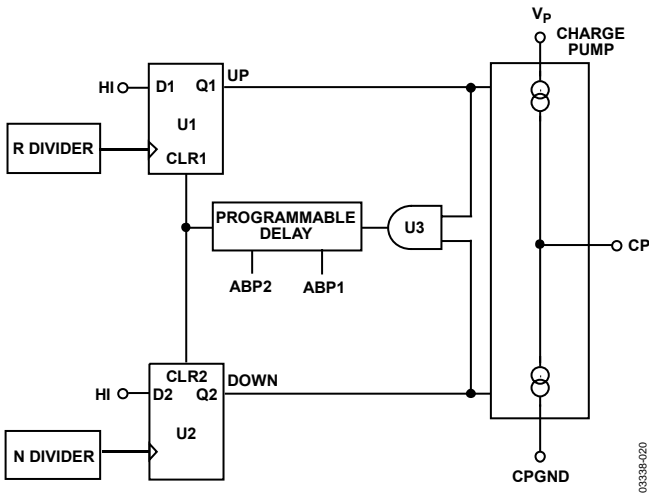 VP
CHARGE
PUMP
HI
D1
Q1
UP
U1
R DIVIDER
CLR1
PROGRAMMABLE
DELAY
U3
CP
ABP2
ABP1
CLR2
DOWN
HI
D2
Q2
U2
N DIVIDER
CPGND
03338-020